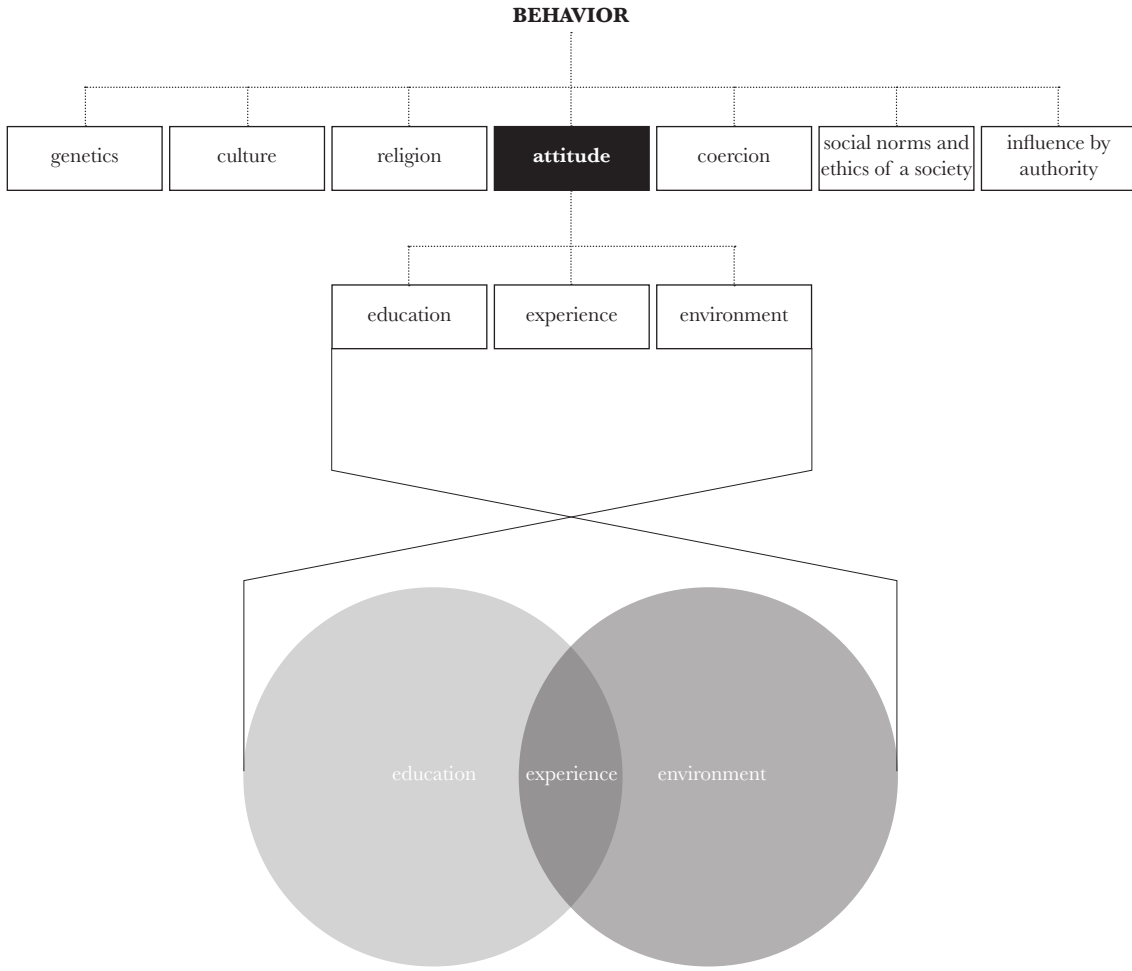 BEHAVIOR
genetics
culture
religion
attitude
coercion
social norms and
ethics of a society
influence by
authority
education
experience
environment
education
experience
environment